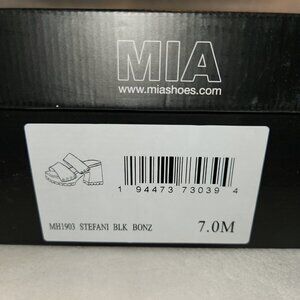 MIA
www.miashoes.com
1 94473 73039 4
MH1903 STEFANI BLK BONZ 7.0M